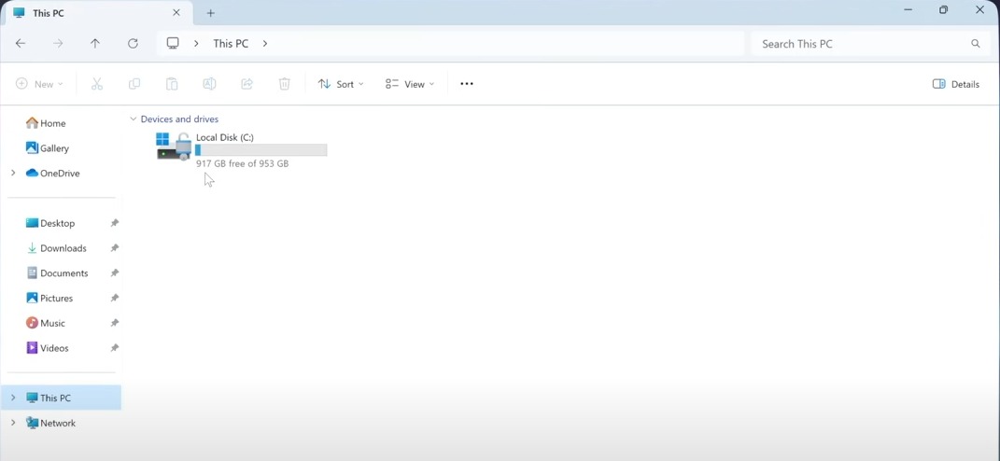 This PC
This PC
Search This PC
New
Sort
View
Details
Home
Gallery
OneDrive
Desktop
Downloads
Documents
Pictures
Music
Videos
This PC
Network
Devices and drives
Local Disk (C:)
917 GB free of 953 GB